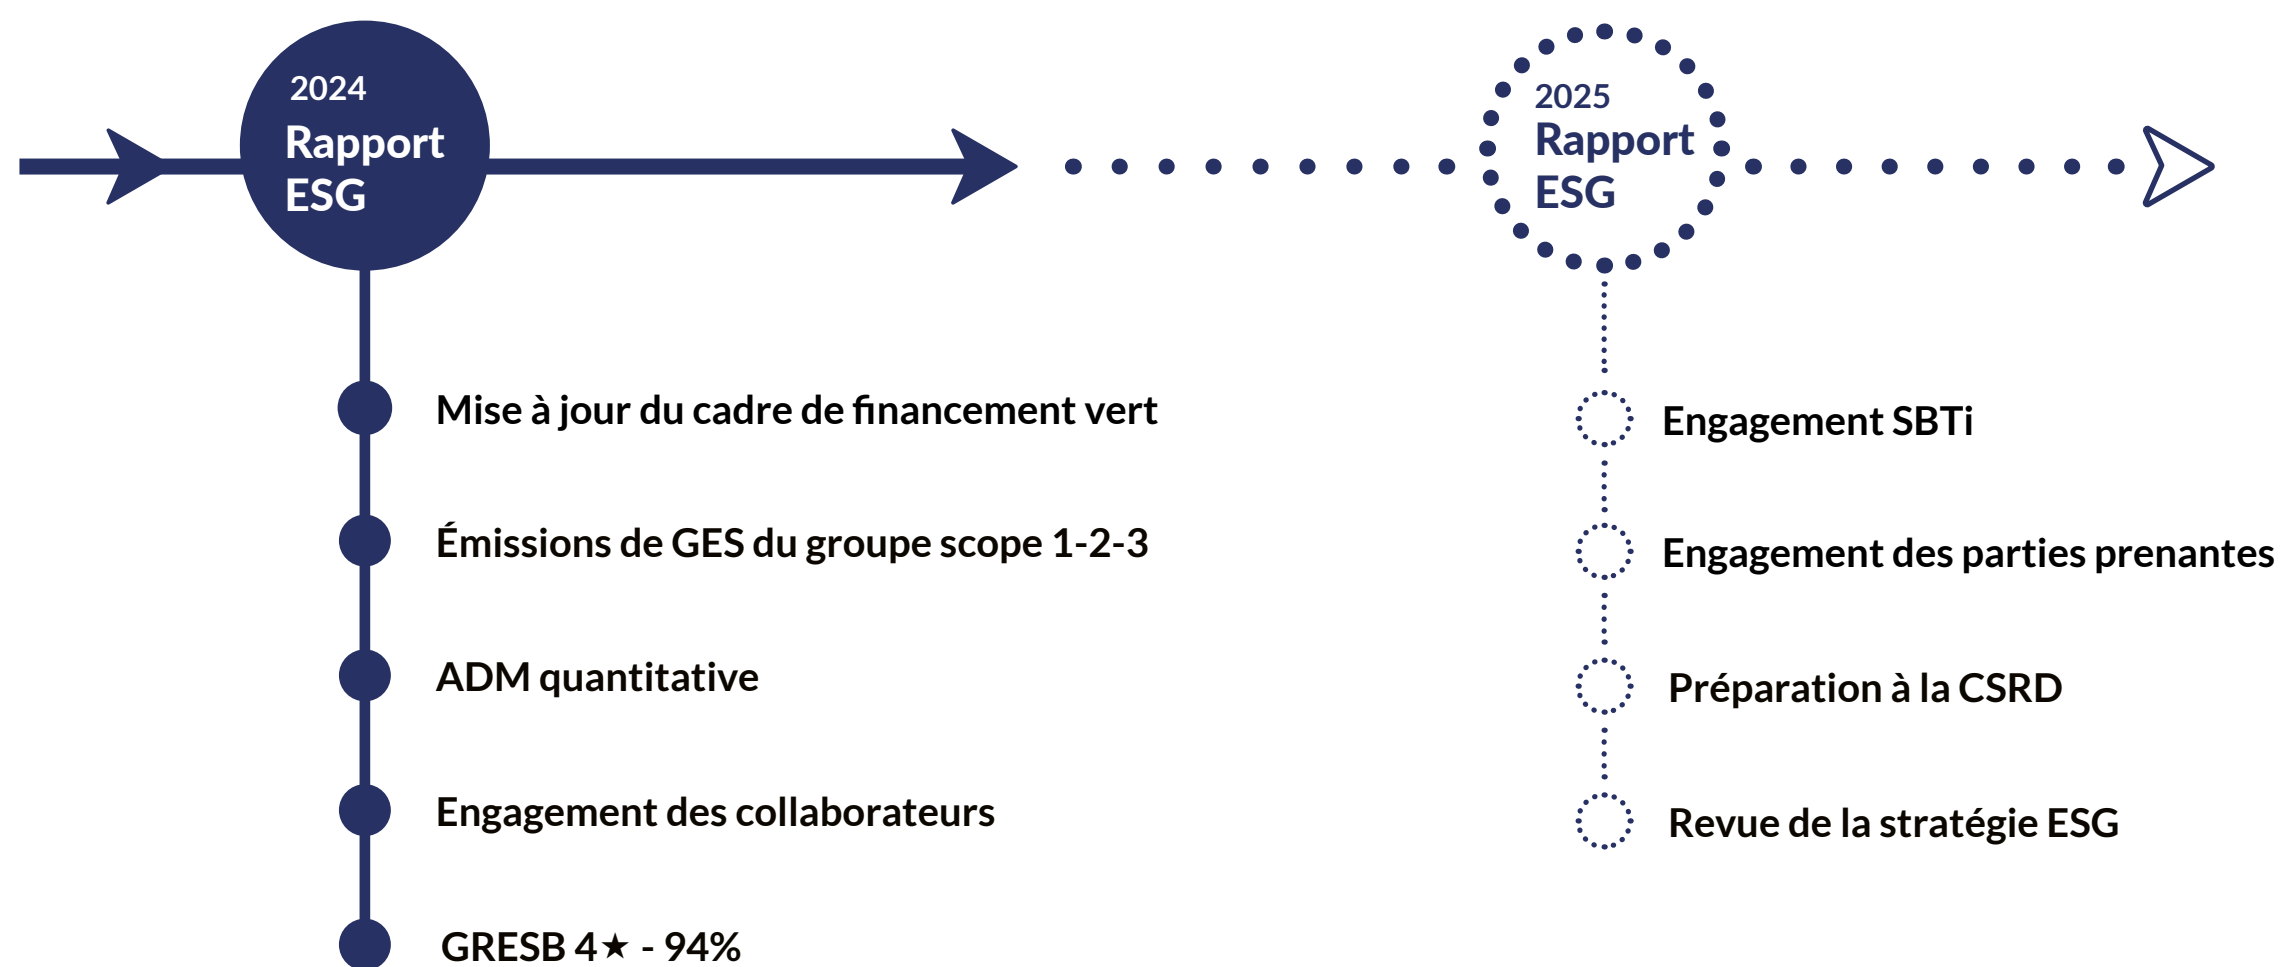 2024
Rapport
ESG
Mise à jour du cadre de financement vert
Émissions de GES du groupe scope 1-2-3
ADM quantitative
Engagement des collaborateurs
GRESB 4★ - 94%
2025
Rapport
ESG
Engagement SBTi
Engagement des parties prenantes
Préparation à la CSRD
Revue de la stratégie ESG